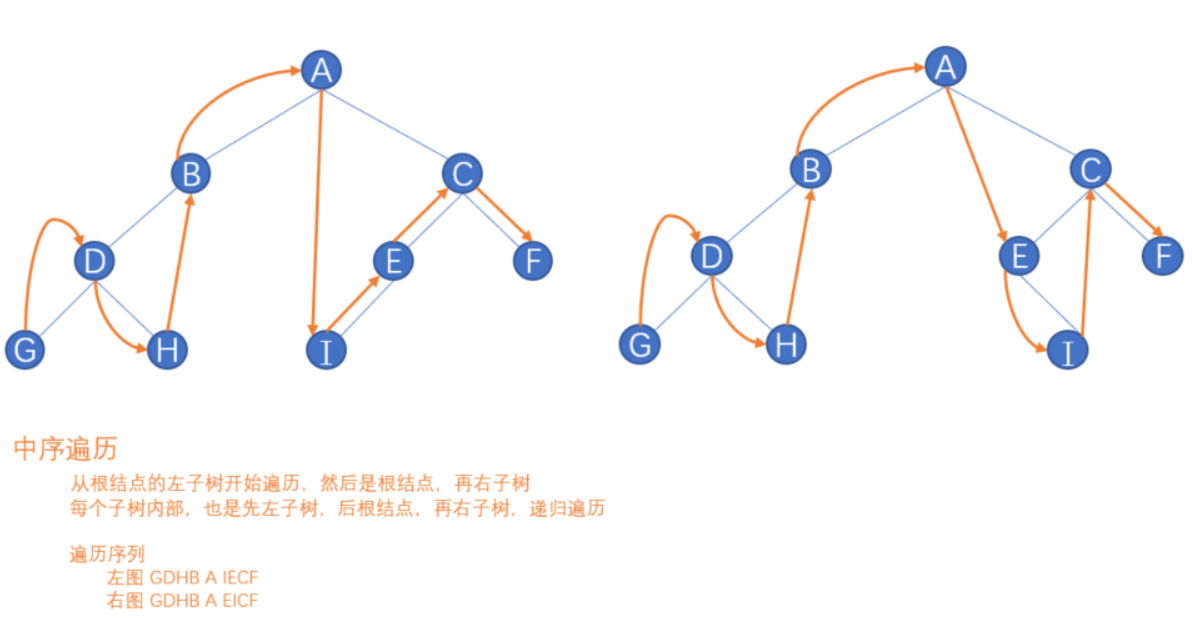 A
A
B
C
B
C
D
E
F
D
E
F
G
H
I
G
H
I
中序遍历
从根结点的左子树开始遍历，然后是根结点，再右子树
每个子树内部，也是先左子树，后根结点，再右子树，递归遍历
遍历序列
左图 GDHB A IECF
右图 GDHB A EICF